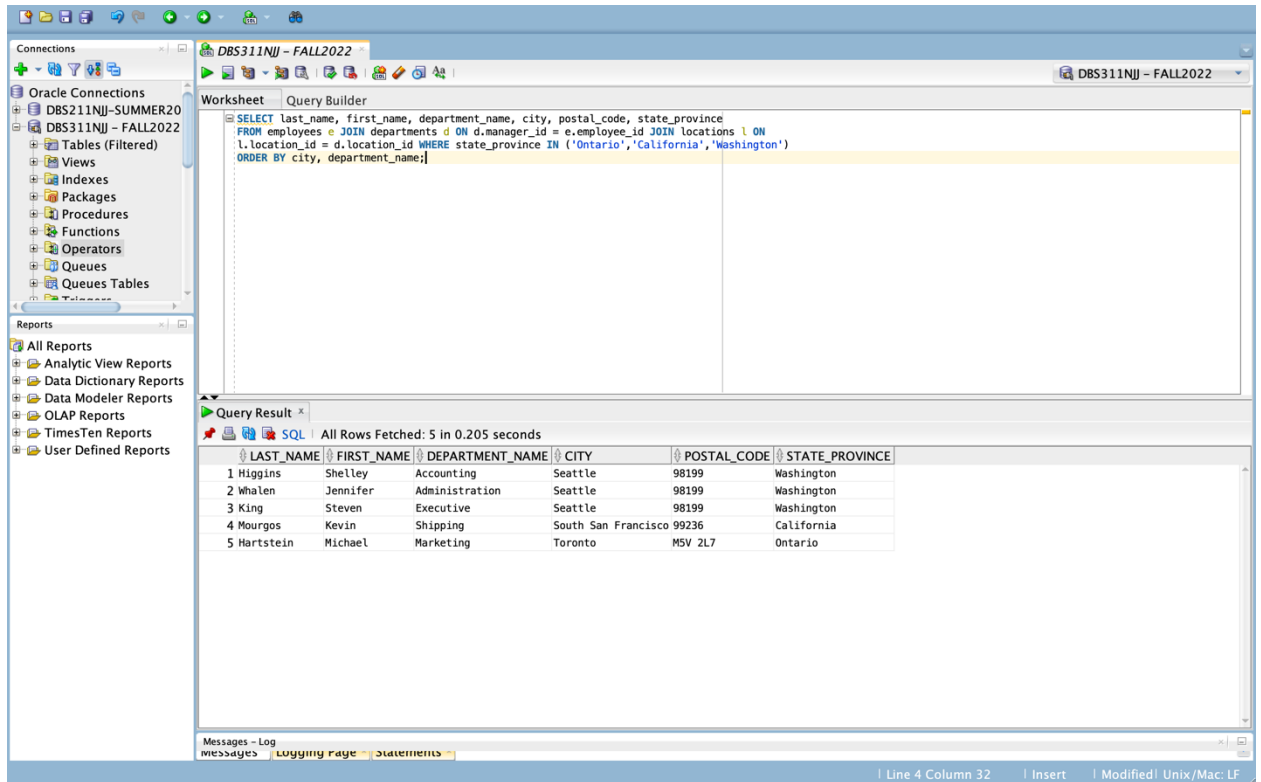 Connections
Oracle Connections
DBS211NJJ-SUMMER20
DBS311NJJ - FALL2022
Tables (Filtered)
Views
Indexes
Packages
Procedures
Functions
Operators
Queues
Queues Tables
Triggers
Reports
All Reports
Analytic View Reports
Data Dictionary Reports
Data Modeler Reports
OLAP Reports
TimesTen Reports
User Defined Reports
DBS311NJJ - FALL2022
DBS311NJJ - FALL2022
Worksheet Query Builder
SELECT last_name, first_name, department_name, city, postal_code, state_province
FROM employees e JOIN departments d ON d.manager_id = e.employee_id JOIN locations l ON
l.location_id = d.location_id WHERE state_province IN ('Ontario','California','Washington')
ORDER BY city, department_name;
Query Result
SQL All Rows Fetched: 5 in 0.205 seconds
LAST_NAME FIRST_NAME DEPARTMENT_NAME CITY POSTAL_CODE STATE_PROVINCE
1 Higgins Shelley Accounting Seattle 98199 Washington
2 Whalen Jennifer Administration Seattle 98199 Washington
3 King Steven Executive Seattle 98199 Washington
4 Mourgos Kevin Shipping South San Francisco 99236 California
5 Hartstein Michael Marketing Toronto M5V 2L7 Ontario
Messages - Log
Messages Logging Page Statements
Line 4 Column 32 Insert Modified Unix/Mac: LF